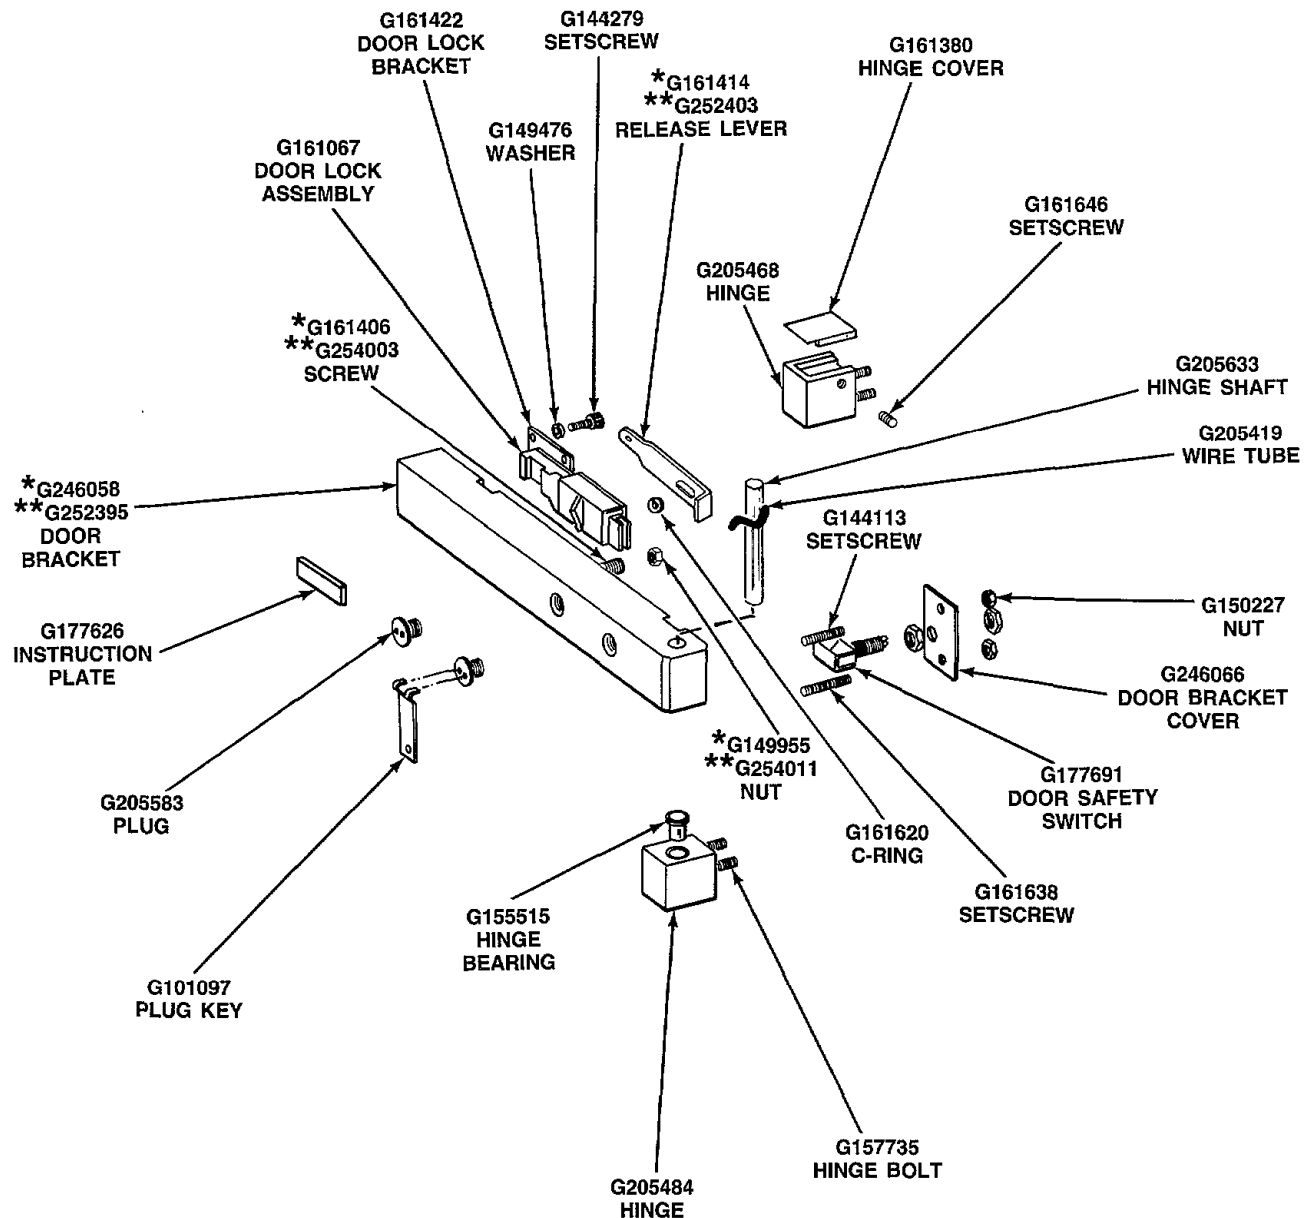 G161422
DOOR LOCK
BRACKET
G144279
SETSCREW
G161380
HINGE COVER
*G161414
**G252403
RELEASE LEVER
G149476
WASHER
G161067
DOOR LOCK
ASSEMBLY
G161646
SETSCREW
G205468
HINGE
*G161406
**G254003
SCREW
G205633
HINGE SHAFT
G205419
WIRE TUBE
*G246058
**G252395
DOOR
BRACKET
G144113
SETSCREW
G150227
NUT
G177626
INSTRUCTION
PLATE
G246066
DOOR BRACKET
COVER
*G149955
**G254011
NUT
G177691
DOOR SAFETY
SWITCH
G205583
PLUG
G161620
C-RING
G161638
SETSCREW
G155515
HINGE
BEARING
G101097
PLUG KEY
G157735
HINGE BOLT
G205484
HINGE